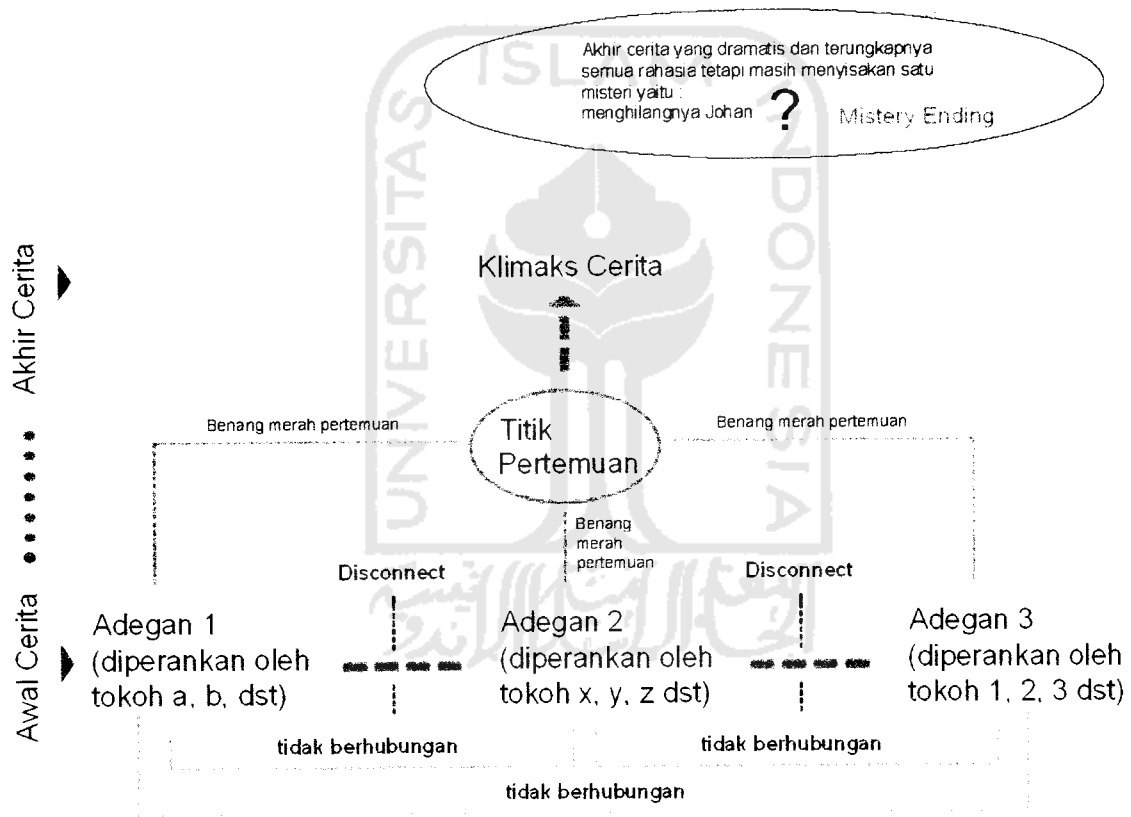 Akhir cerita yang dramatis dan terungkapnya
semua rahasia tetapi masih menyisakan satu
misteri yaitu :
menghilangnya Johan ? Mistery Ending
ISLAM
UNIVERSITAS
INDONESIA
Akhir Cerita
Klimaks Cerita
Benang merah pertemuan
Titik
Pertemuan
Benang merah pertemuan
Benang
merah
pertemuan
Disconnect
Disconnect
Awal Cerita
Adegan 1
(diperankan oleh
tokoh a, b, dst)
Adegan 2
(diperankan oleh
tokoh x, y, z dst)
Adegan 3
(diperankan oleh
tokoh 1, 2, 3 dst)
tidak berhubungan
tidak berhubungan
tidak berhubungan